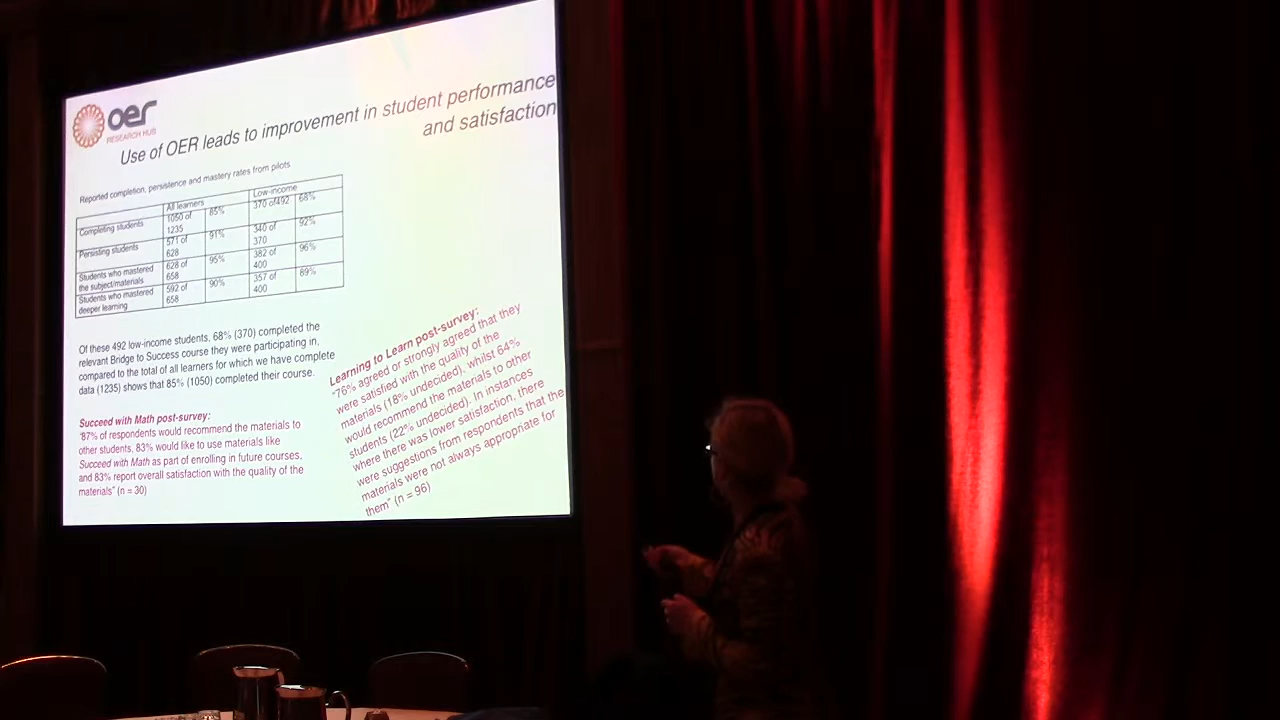 oer
RESEARCH HUB
Use of OER leads to improvement in student performance
and satisfaction
Reported completion, persistence and mastery rates from pilots
All learners Low-income
Completing students 1050 of 1235 85% 370 of492 68%
Persisting students 571 of 628 91% 340 of 370 92%
Students who mastered the subject/materials 628 of 658 95% 382 of 400 96%
Students who mastered deeper learning 592 of 658 90% 357 of 400 89%
Of these 492 low-income students, 68% (370) completed the
relevant Bridge to Success course they were participating in,
compared to the total of all learners for which we have complete
data (1235) shows that 85% (1050) completed their course.
Succeed with Math post-survey:
"87% of respondents would recommend the materials to
other students, 83% would like to use materials like
Succeed with Math as part of enrolling in future courses,
and 83% report overall satisfaction with the quality of the
materials" (n = 30)
Learning to Learn post-survey:
"76% agreed or strongly agreed that they
were satisfied with the quality of the
materials (18% undecided), whilst 64%
would recommend the materials to other
students (22% undecided). In instances
where there was lower satisfaction, there
were suggestions from respondents that the
materials were not always appropriate for
them" (n = 96)